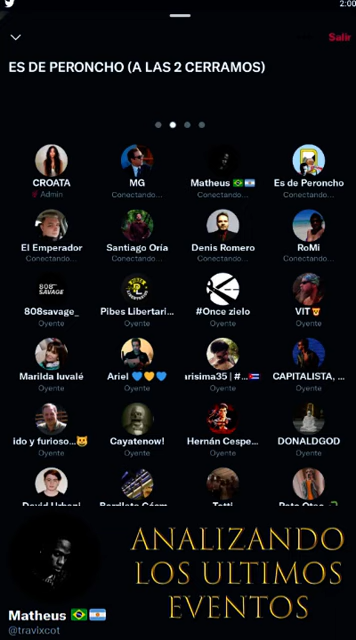 2:00
Salir
ES DE PERONCHO (A LAS 2 CERRAMOS)
CROATA MG Matheus 🇧🇷🇦🇷 Es de Peroncho
Admin Conectando... Conectando... Conectando...
El Emperador Santiago Oría Denis Romero RoMi
Conectando... Conectando... Conectando... Conectando...
808savage_ Pibes Libertari... #Once zielo VIT🦁
Oyente Oyente Oyente Oyente
Marilda luvalé Ariel 💙💛💙 arisima35 | #...🇨🇺 CAPITALISTA, ...
Oyente Oyente Oyente Oyente
ido y furioso...😼 Cayatenow! Hernán Cespe... DONALDGOD
Oyente Oyente Oyente Oyente
Matheus 🇧🇷🇦🇷
@travixcot
ANALIZANDO
LOS ULTIMOS
EVENTOS